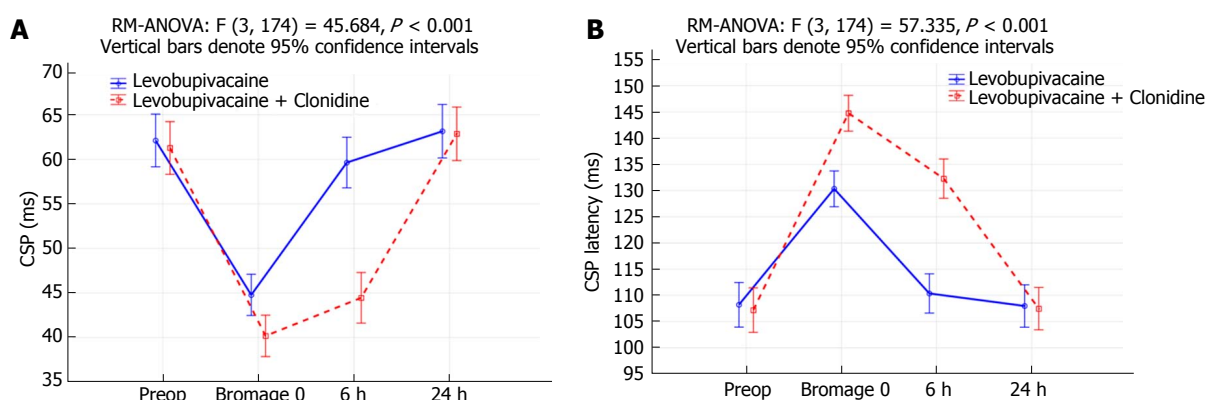 A
RM-ANOVA: F (3, 174) = 45.684, P < 0.001
Vertical bars denote 95% confidence intervals
Levobupivacaine
Levobupivacaine + Clonidine
CSP (ms)
70
65
60
55
50
45
40
35
Preop Bromage 0 6 h 24 h
B
RM-ANOVA: F (3, 174) = 57.335, P < 0.001
Vertical bars denote 95% confidence intervals
Levobupivacaine
Levobupivacaine + Clonidine
CSP latency (ms)
155
150
145
140
135
130
125
120
115
110
105
100
95
Preop Bromage 0 6 h 24 h